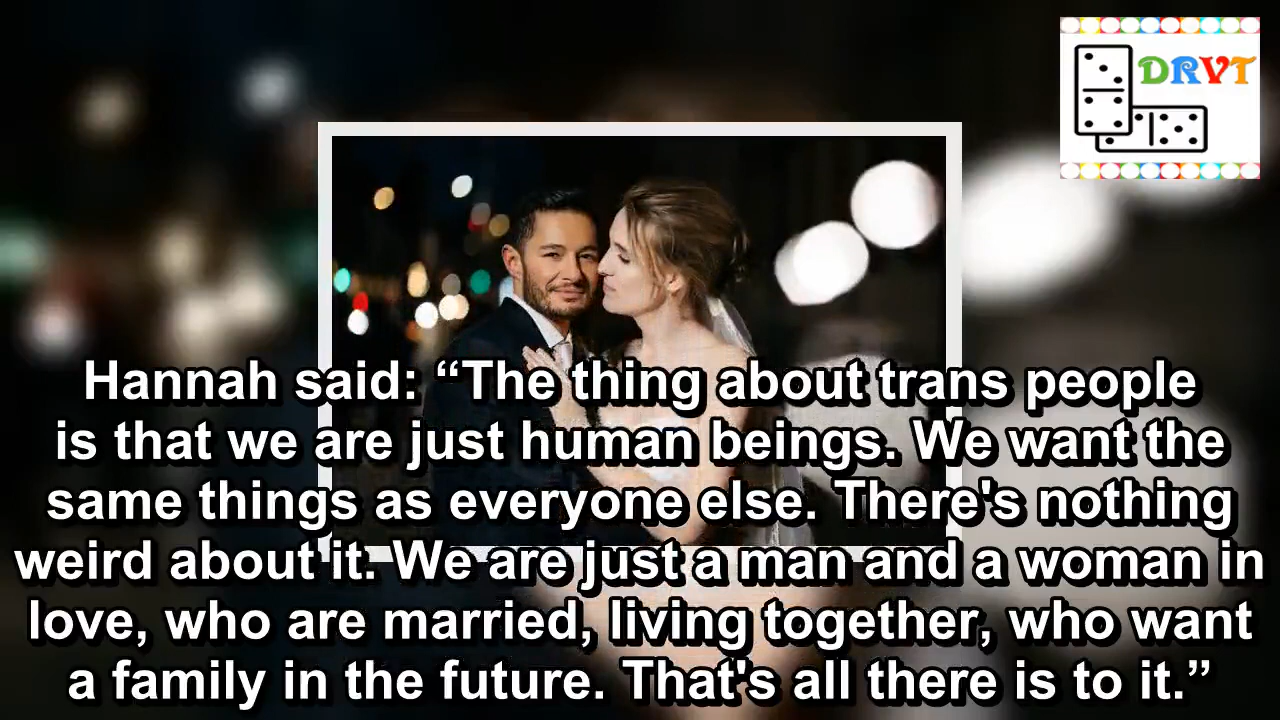 DRVT
Hannah said: “The thing about trans people
is that we are just human beings. We want the
same things as everyone else. There's nothing
weird about it. We are just a man and a woman in
love, who are married, living together, who want
a family in the future. That's all there is to it.”